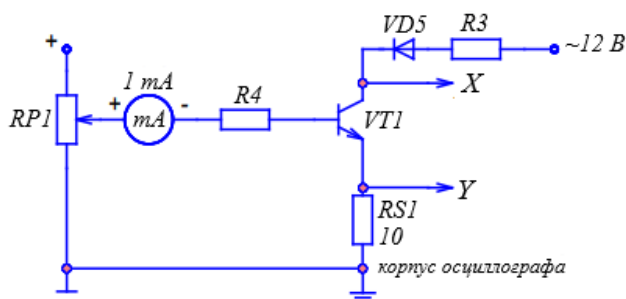 VD5 R3
+ ~12 В
1 mA
X
+ - R4
RP1 mA VT1
Y
RS1
10
корпус осциллографа